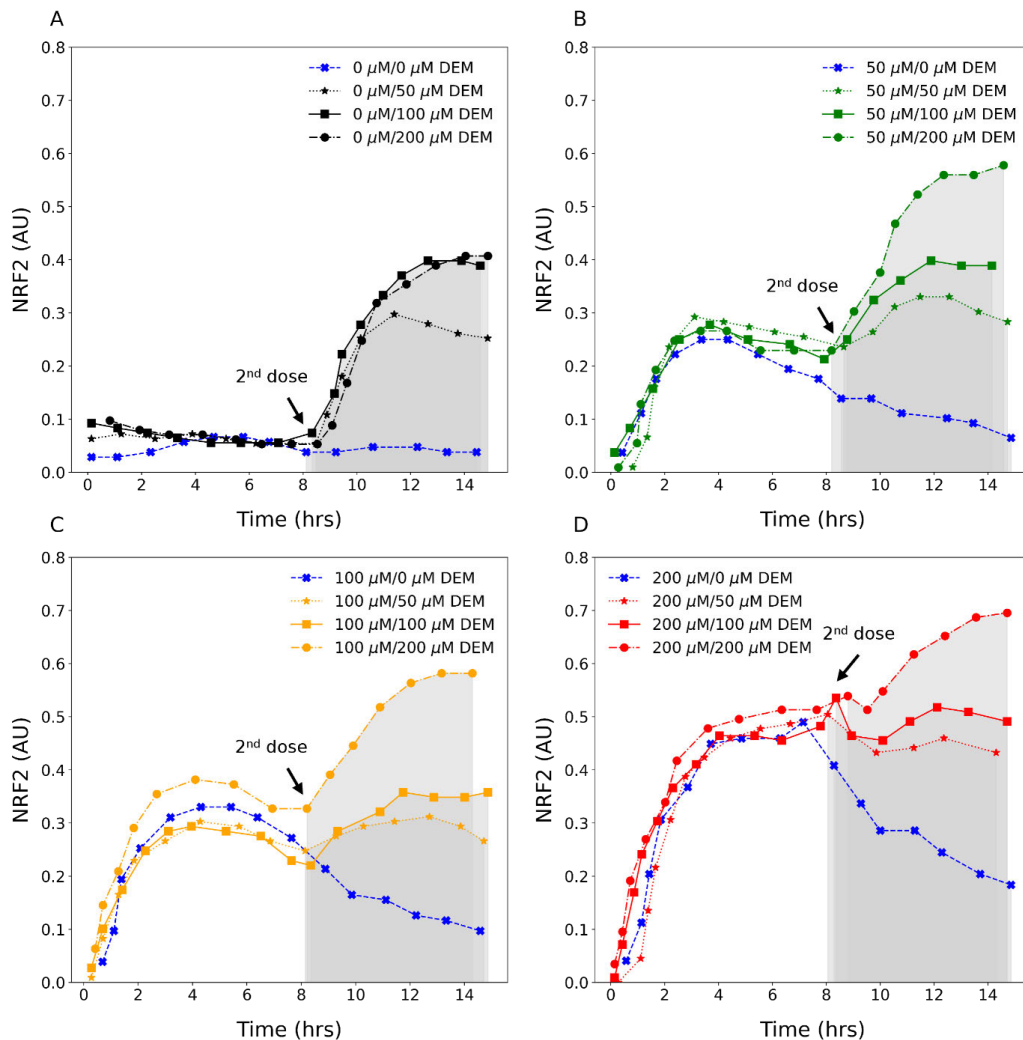 A
0 μM/0 μM DEM
0 μM/50 μM DEM
0 μM/100 μM DEM
0 μM/200 μM DEM
2nd dose
NRF2 (AU)
0.8
0.7
0.6
0.5
0.4
0.3
0.2
0.1
0.0
0 2 4 6 8 10 12 14
Time (hrs)
B
50 μM/0 μM DEM
50 μM/50 μM DEM
50 μM/100 μM DEM
50 μM/200 μM DEM
2nd dose
NRF2 (AU)
0.8
0.7
0.6
0.5
0.4
0.3
0.2
0.1
0.0
0 2 4 6 8 10 12 14
Time (hrs)
C
100 μM/0 μM DEM
100 μM/50 μM DEM
100 μM/100 μM DEM
100 μM/200 μM DEM
2nd dose
NRF2 (AU)
0.8
0.7
0.6
0.5
0.4
0.3
0.2
0.1
0.0
0 2 4 6 8 10 12 14
Time (hrs)
D
200 μM/0 μM DEM
200 μM/50 μM DEM
200 μM/100 μM DEM
200 μM/200 μM DEM
2nd dose
NRF2 (AU)
0.8
0.7
0.6
0.5
0.4
0.3
0.2
0.1
0.0
0 2 4 6 8 10 12 14
Time (hrs)